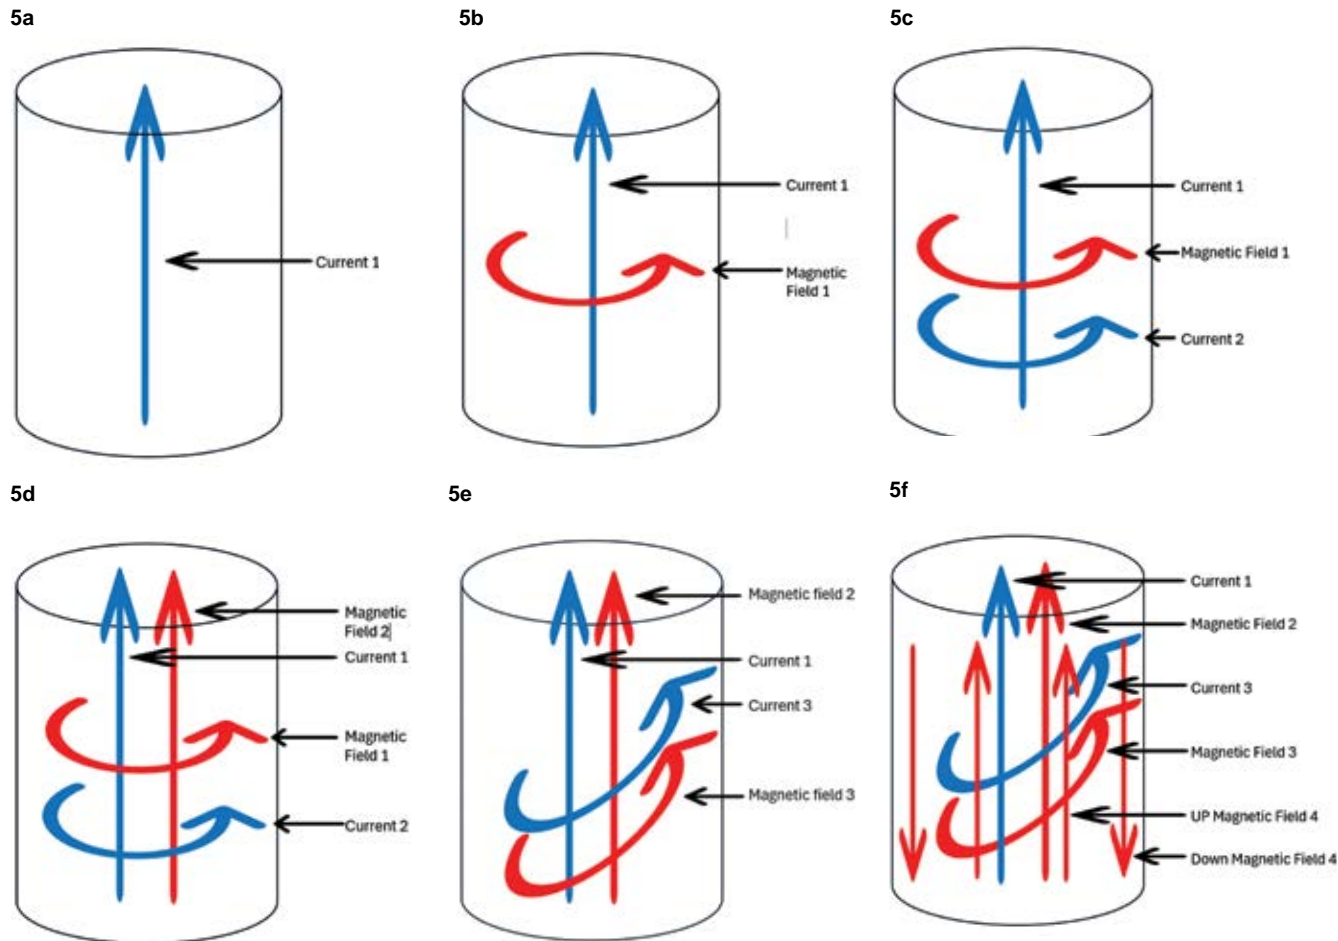 5a
Current 1
5b
Current 1
Magnetic
Field 1
5c
Current 1
Magnetic Field 1
Current 2
5d
Magnetic
Field 2
Current 1
Magnetic
Field 1
Current 2
5e
Magnetic field 2
Current 1
Current 3
Magnetic field 3
5f
Current 1
Magnetic Field 2
Current 3
Magnetic Field 3
UP Magnetic Field 4
Down Magnetic Field 4